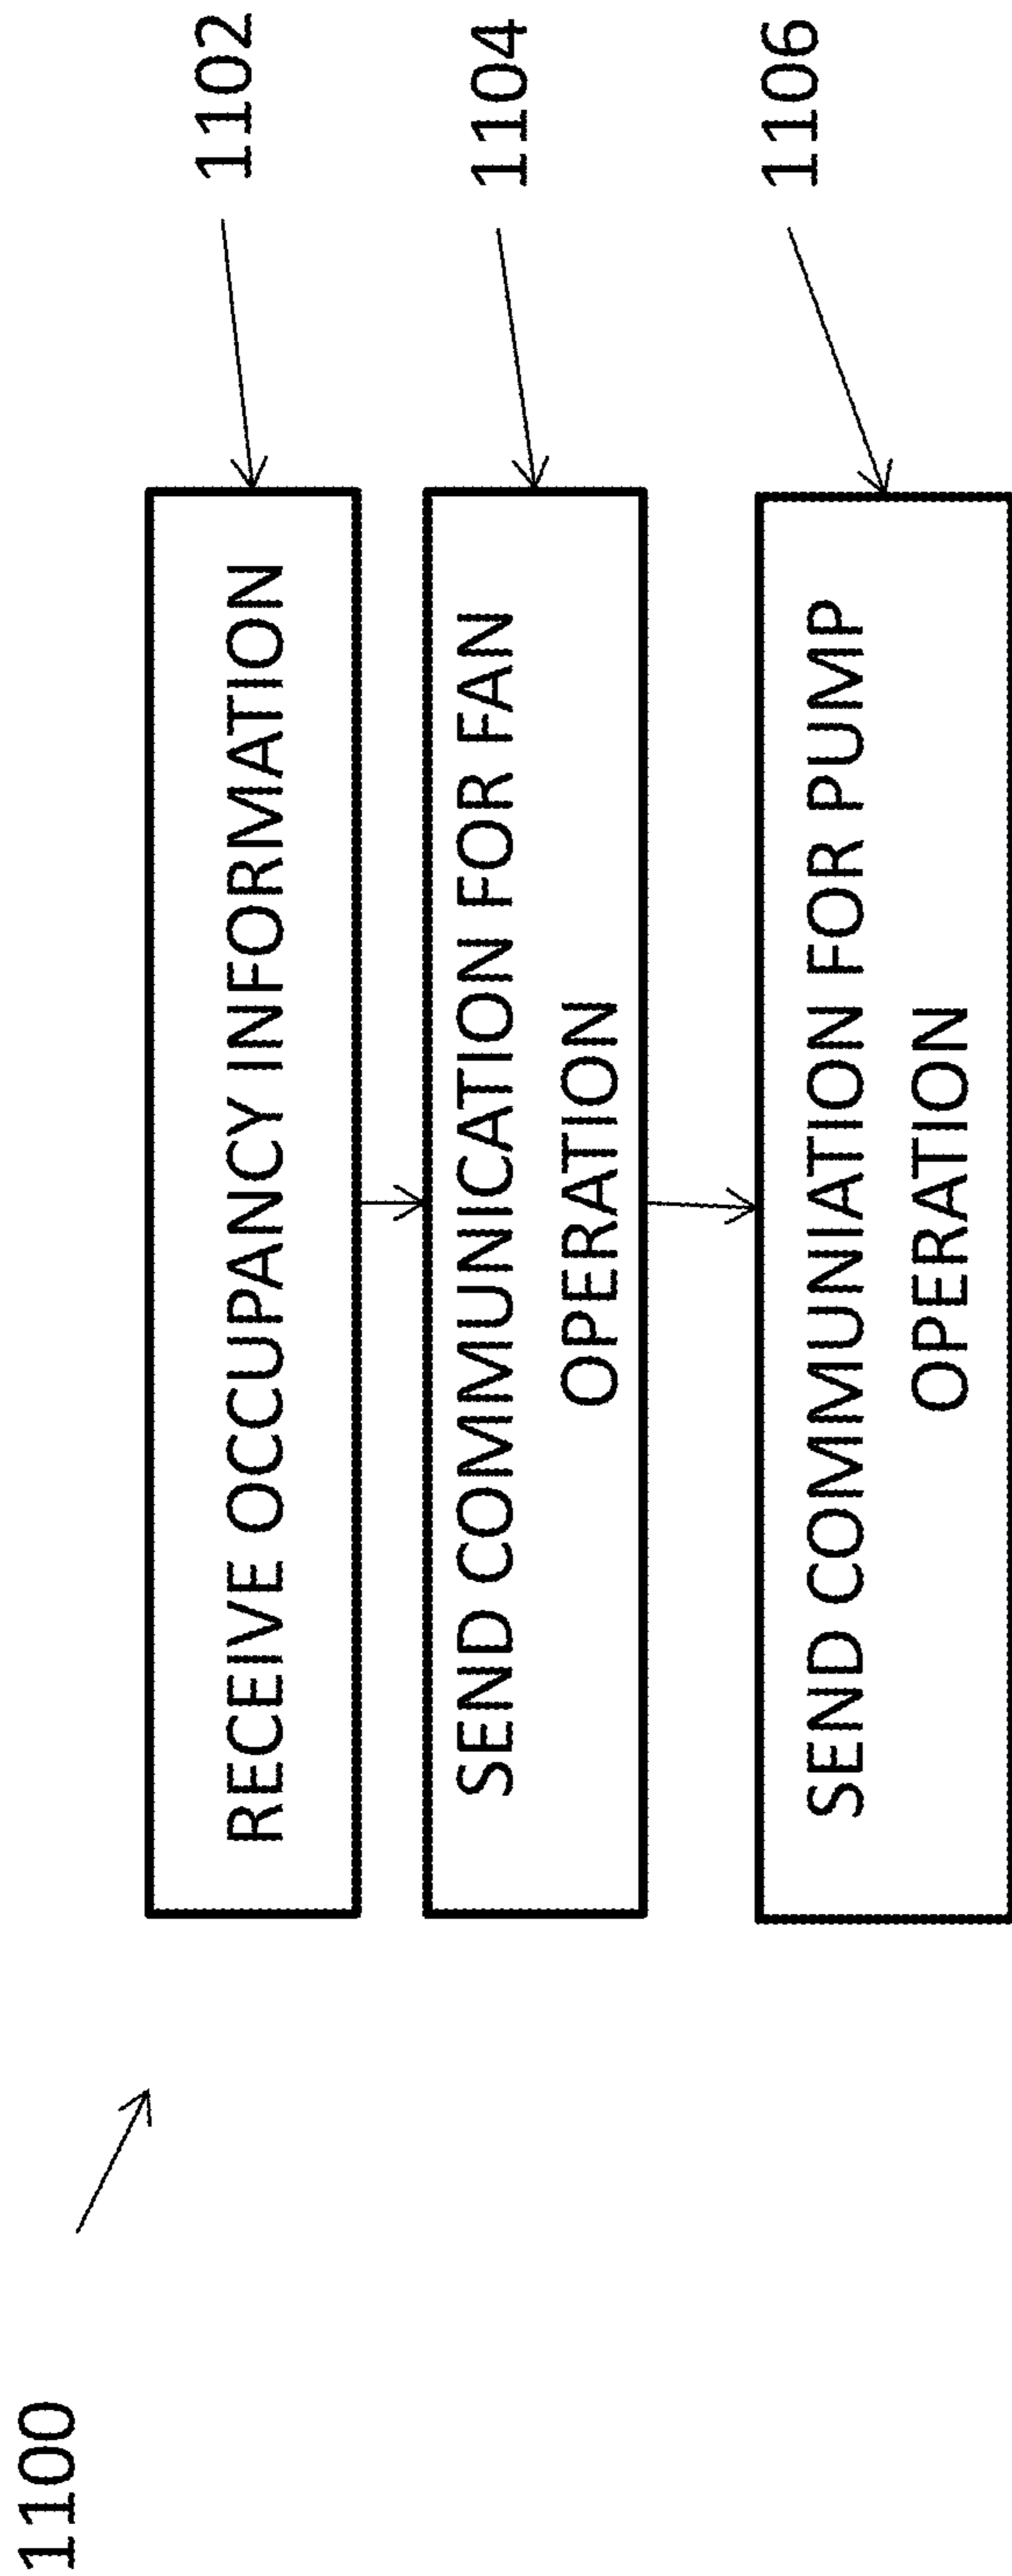 1100
RECEIVE OCCUPANCY INFORMATION
1102
SEND COMMUNICATION FOR FAN
OPERATION
1104
SEND COMMUNIATION FOR PUMP
OPERATION
1106